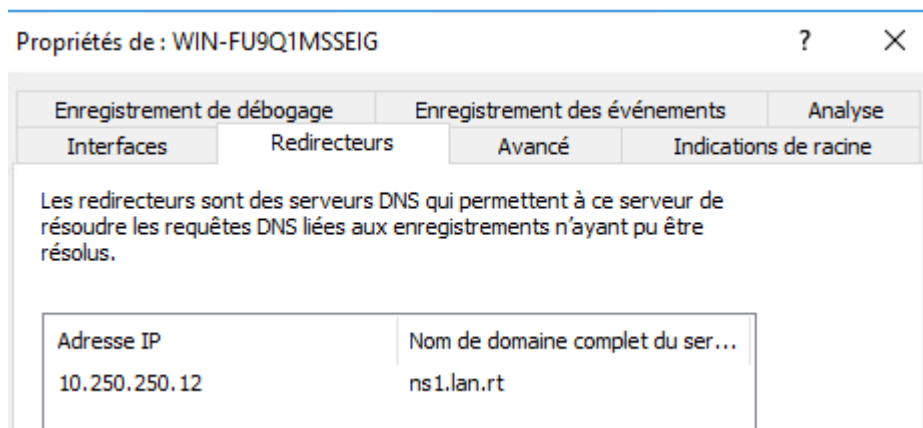 Propriétés de : WIN-FU9Q1MSSEIG ? ×
Enregistrement de débogage Enregistrement des événements Analyse
Interfaces Redirecteurs Avancé Indications de racine
Les redirecteurs sont des serveurs DNS qui permettent à ce serveur de
résoudre les requêtes DNS liées aux enregistrements n’ayant pu être
résolus.
Adresse IP Nom de domaine complet du ser...
10.250.250.12 ns1.lan.rt